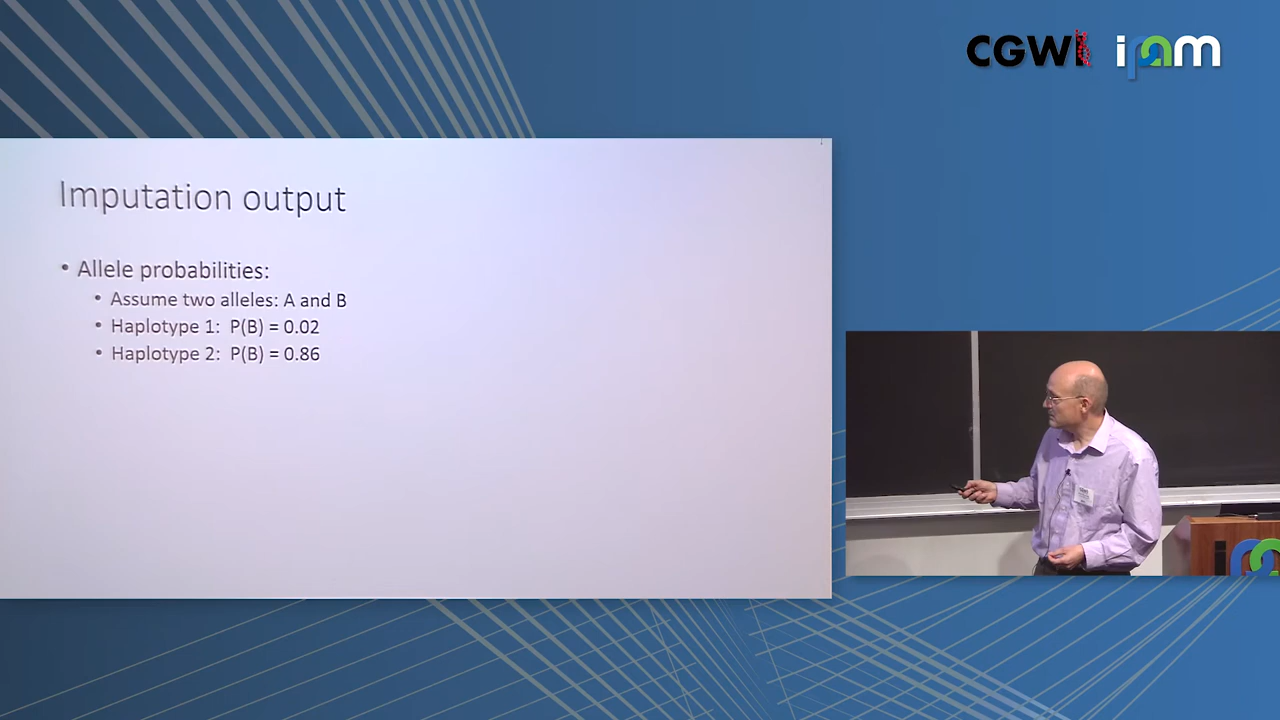 CGWI ipam
Imputation output
• Allele probabilities:
• Assume two alleles: A and B
• Haplotype 1: P(B) = 0.02
• Haplotype 2: P(B) = 0.86